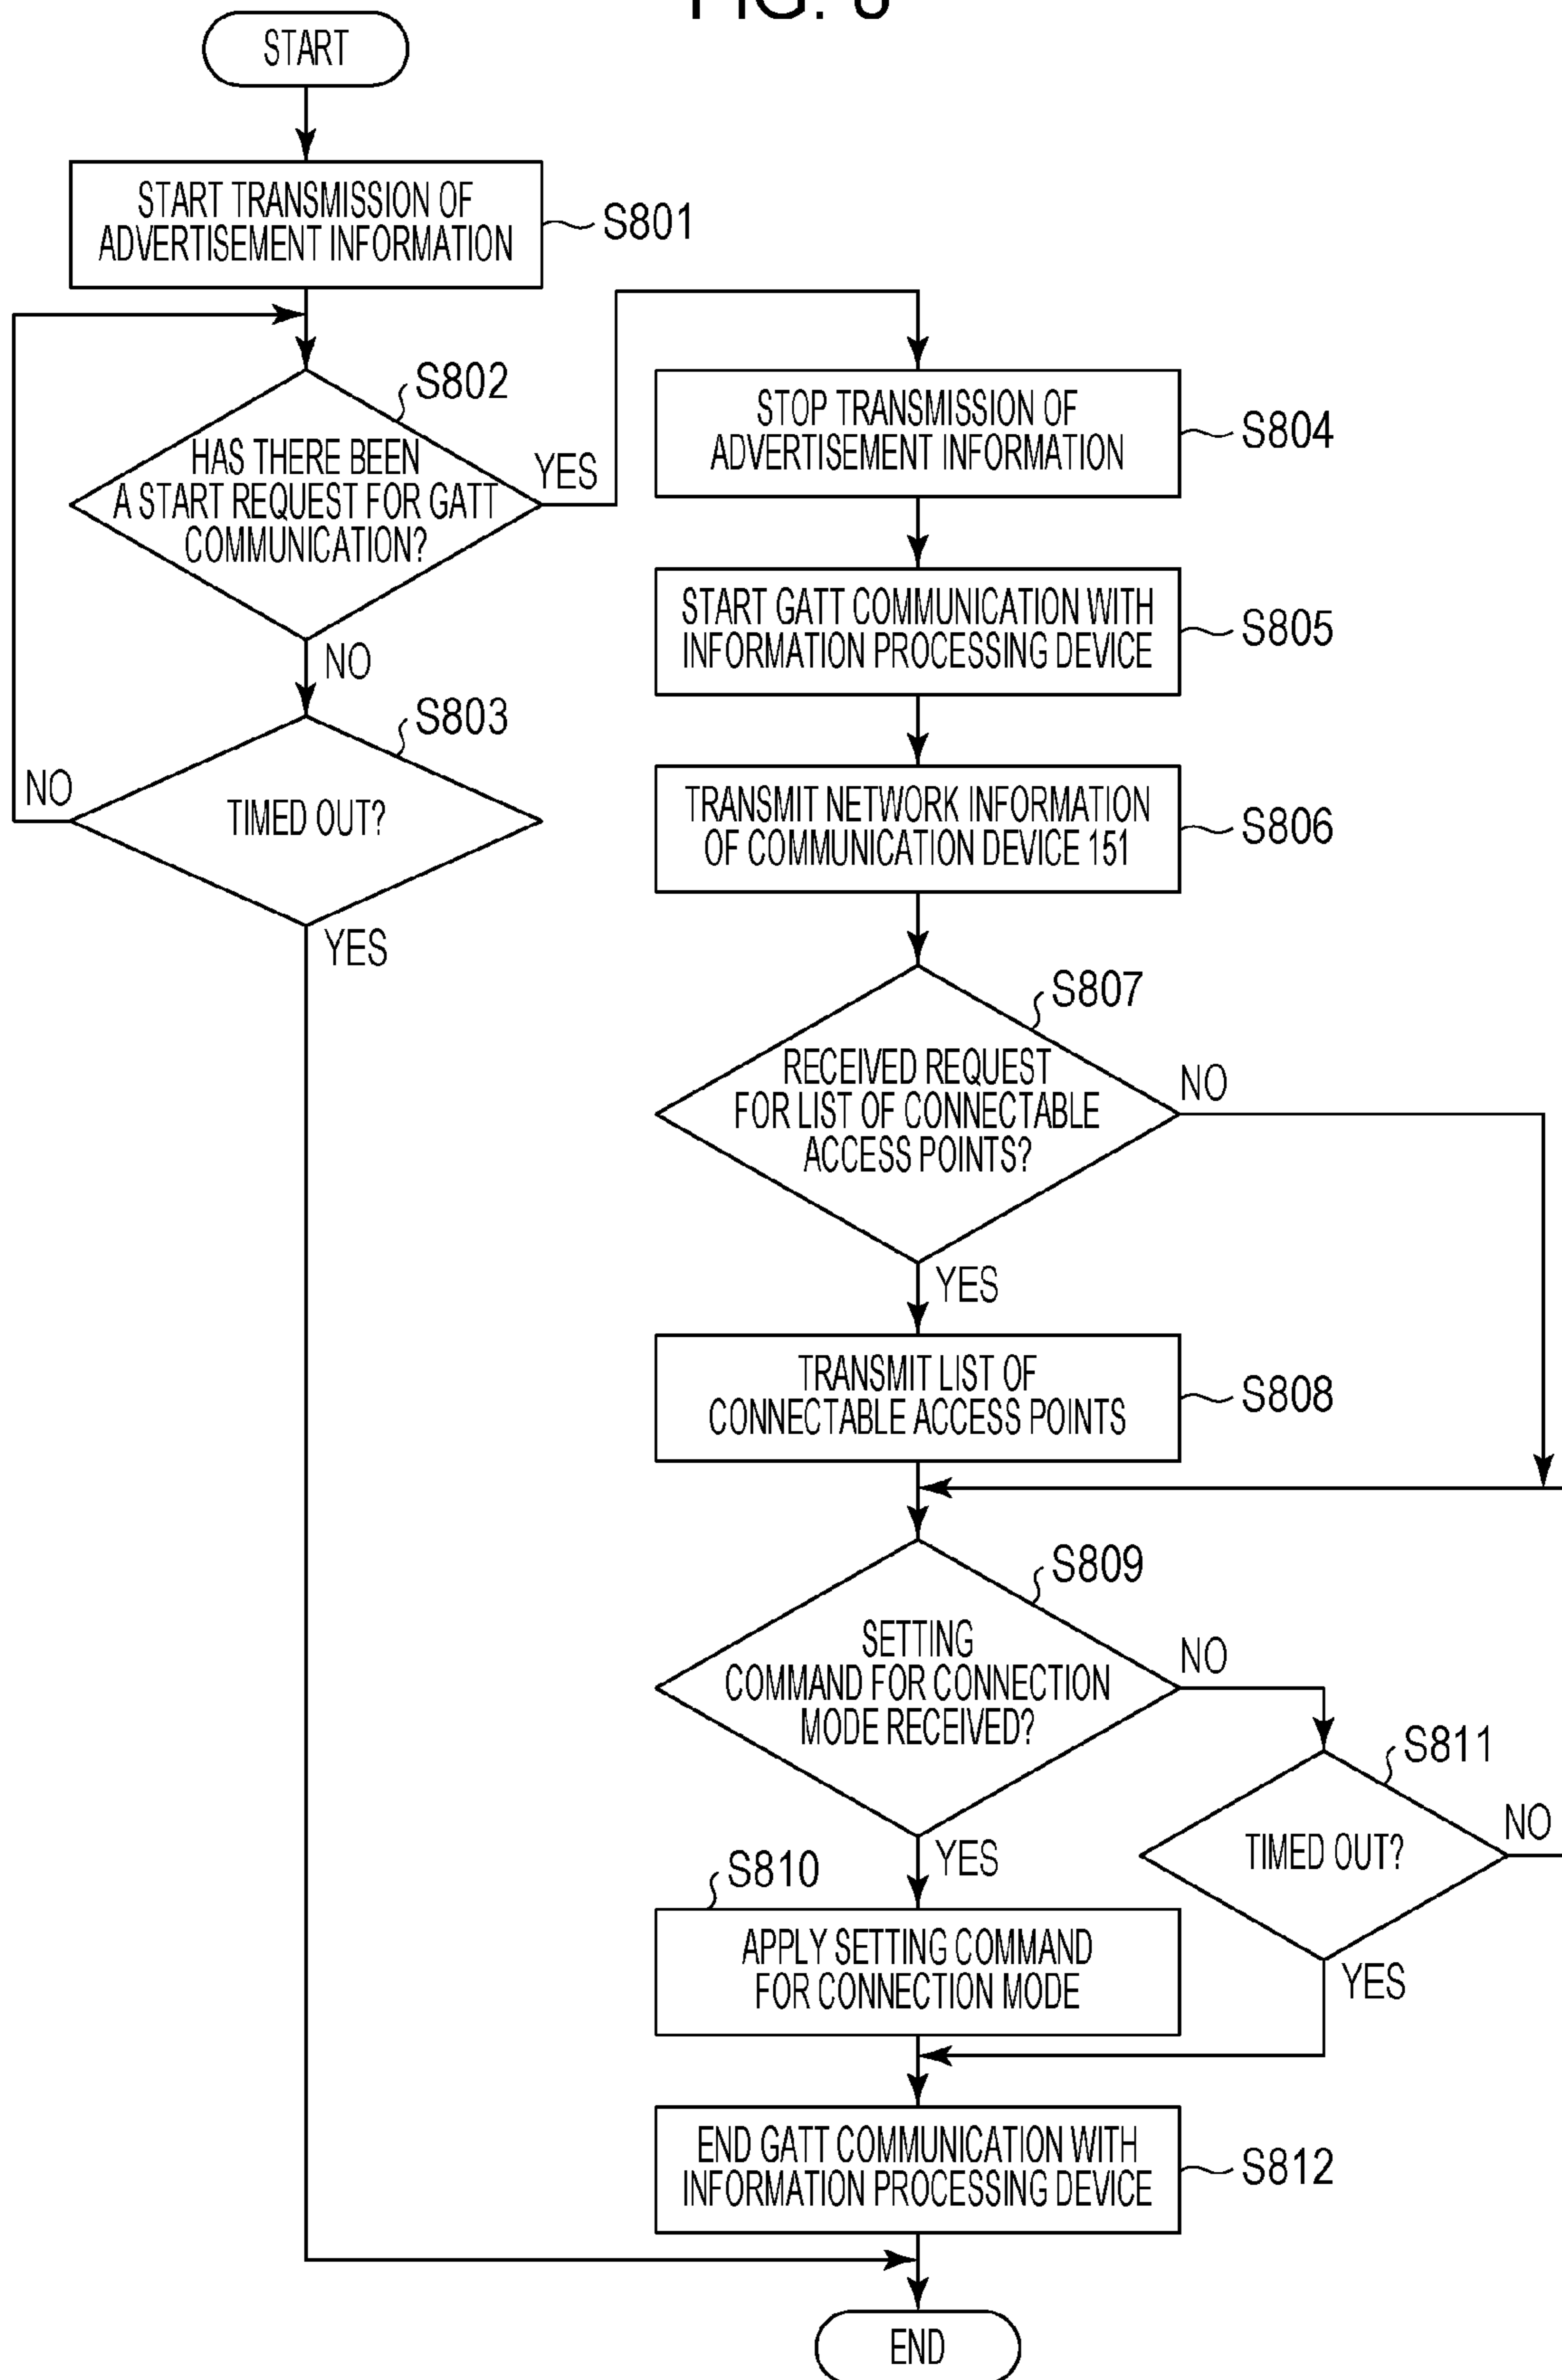 FIG. 8
START
START TRANSMISSION OF
ADVERTISEMENT INFORMATION
S801
S802
HAS THERE BEEN
A START REQUEST FOR GATT
COMMUNICATION?
YES
NO
S803
TIMED OUT?
NO
YES
STOP TRANSMISSION OF
ADVERTISEMENT INFORMATION
S804
START GATT COMMUNICATION WITH
INFORMATION PROCESSING DEVICE
S805
TRANSMIT NETWORK INFORMATION
OF COMMUNICATION DEVICE 151
S806
S807
RECEIVED REQUEST
FOR LIST OF CONNECTABLE
ACCESS POINTS?
NO
YES
TRANSMIT LIST OF
CONNECTABLE ACCESS POINTS
S808
S809
SETTING
COMMAND FOR CONNECTION
MODE RECEIVED?
NO
YES
S811
TIMED OUT?
NO
YES
S810
APPLY SETTING COMMAND
FOR CONNECTION MODE
END GATT COMMUNICATION WITH
INFORMATION PROCESSING DEVICE
S812
END